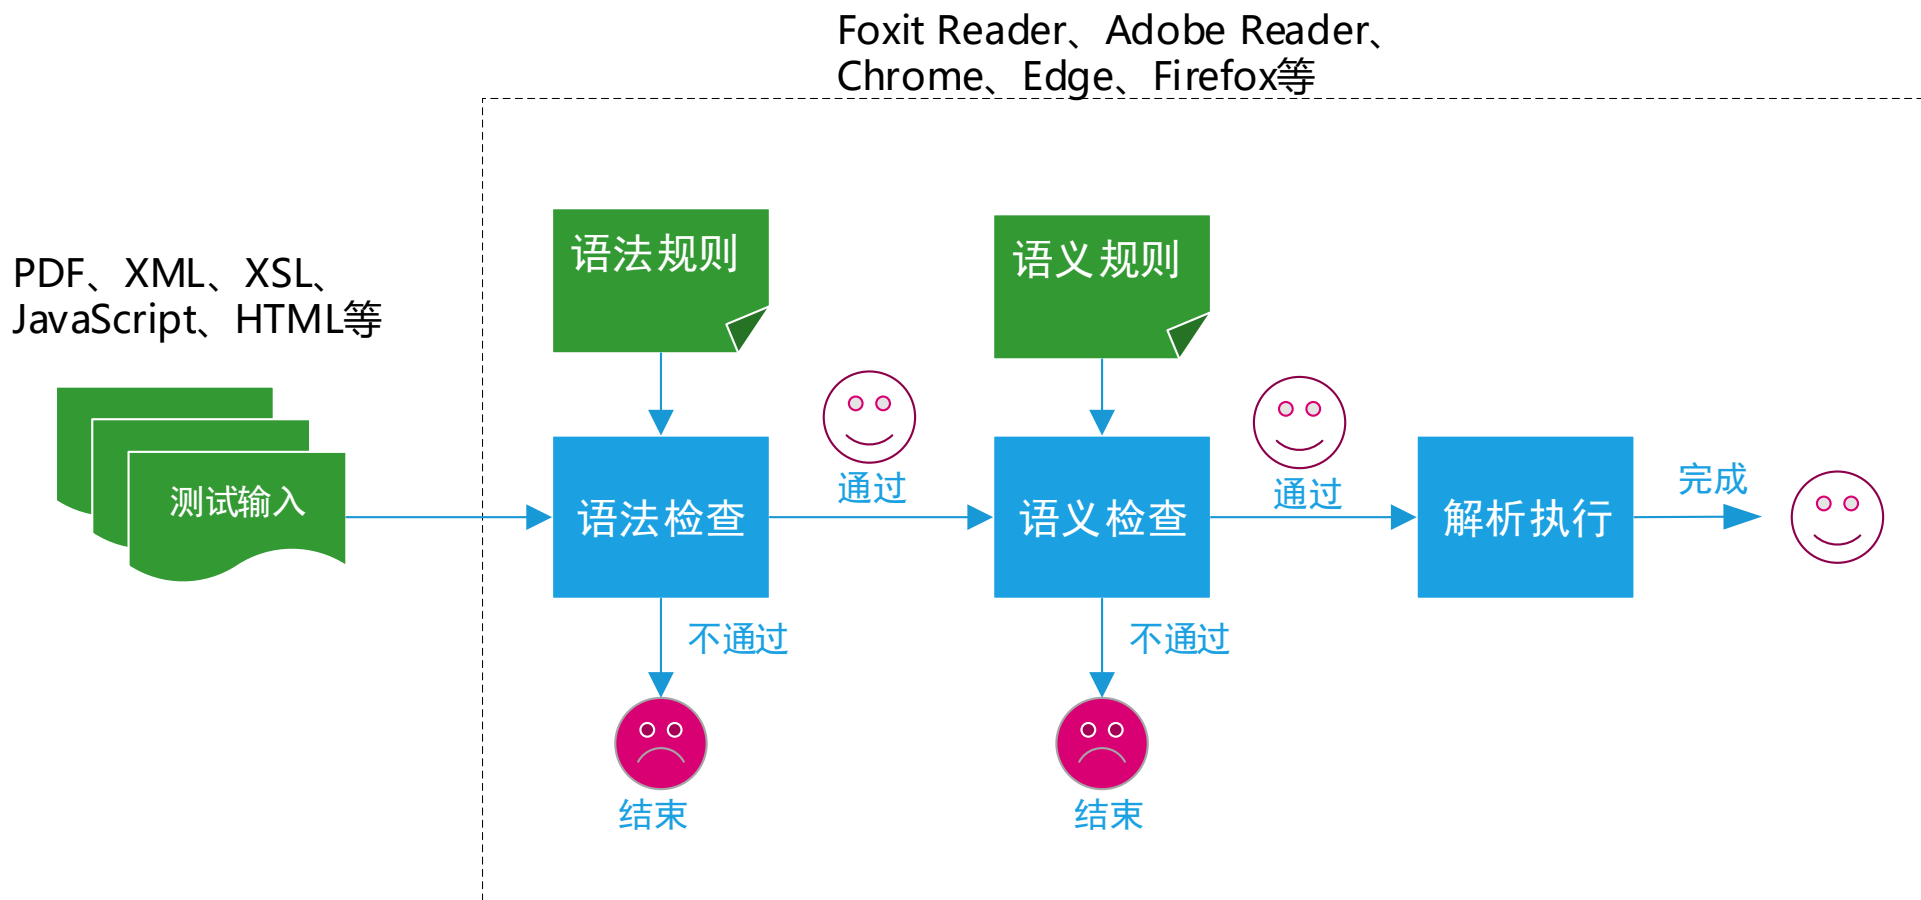 Foxit Reader、Adobe Reader、
Chrome、Edge、Firefox等
PDF、XML、XSL、
JavaScript、HTML等
语法规则
语义规则
测试输入
语法检查
通过
语义检查
通过
解析执行
完成
不通过
不通过
结束
结束